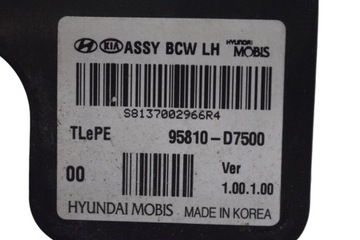 KIA ASSY BCW LH HYUNDAI MOBIS
S8137002966R4
TLePE 95810-D7500
00 Ver
1.00.1.00
HYUNDAI MOBIS MADE IN KOREA